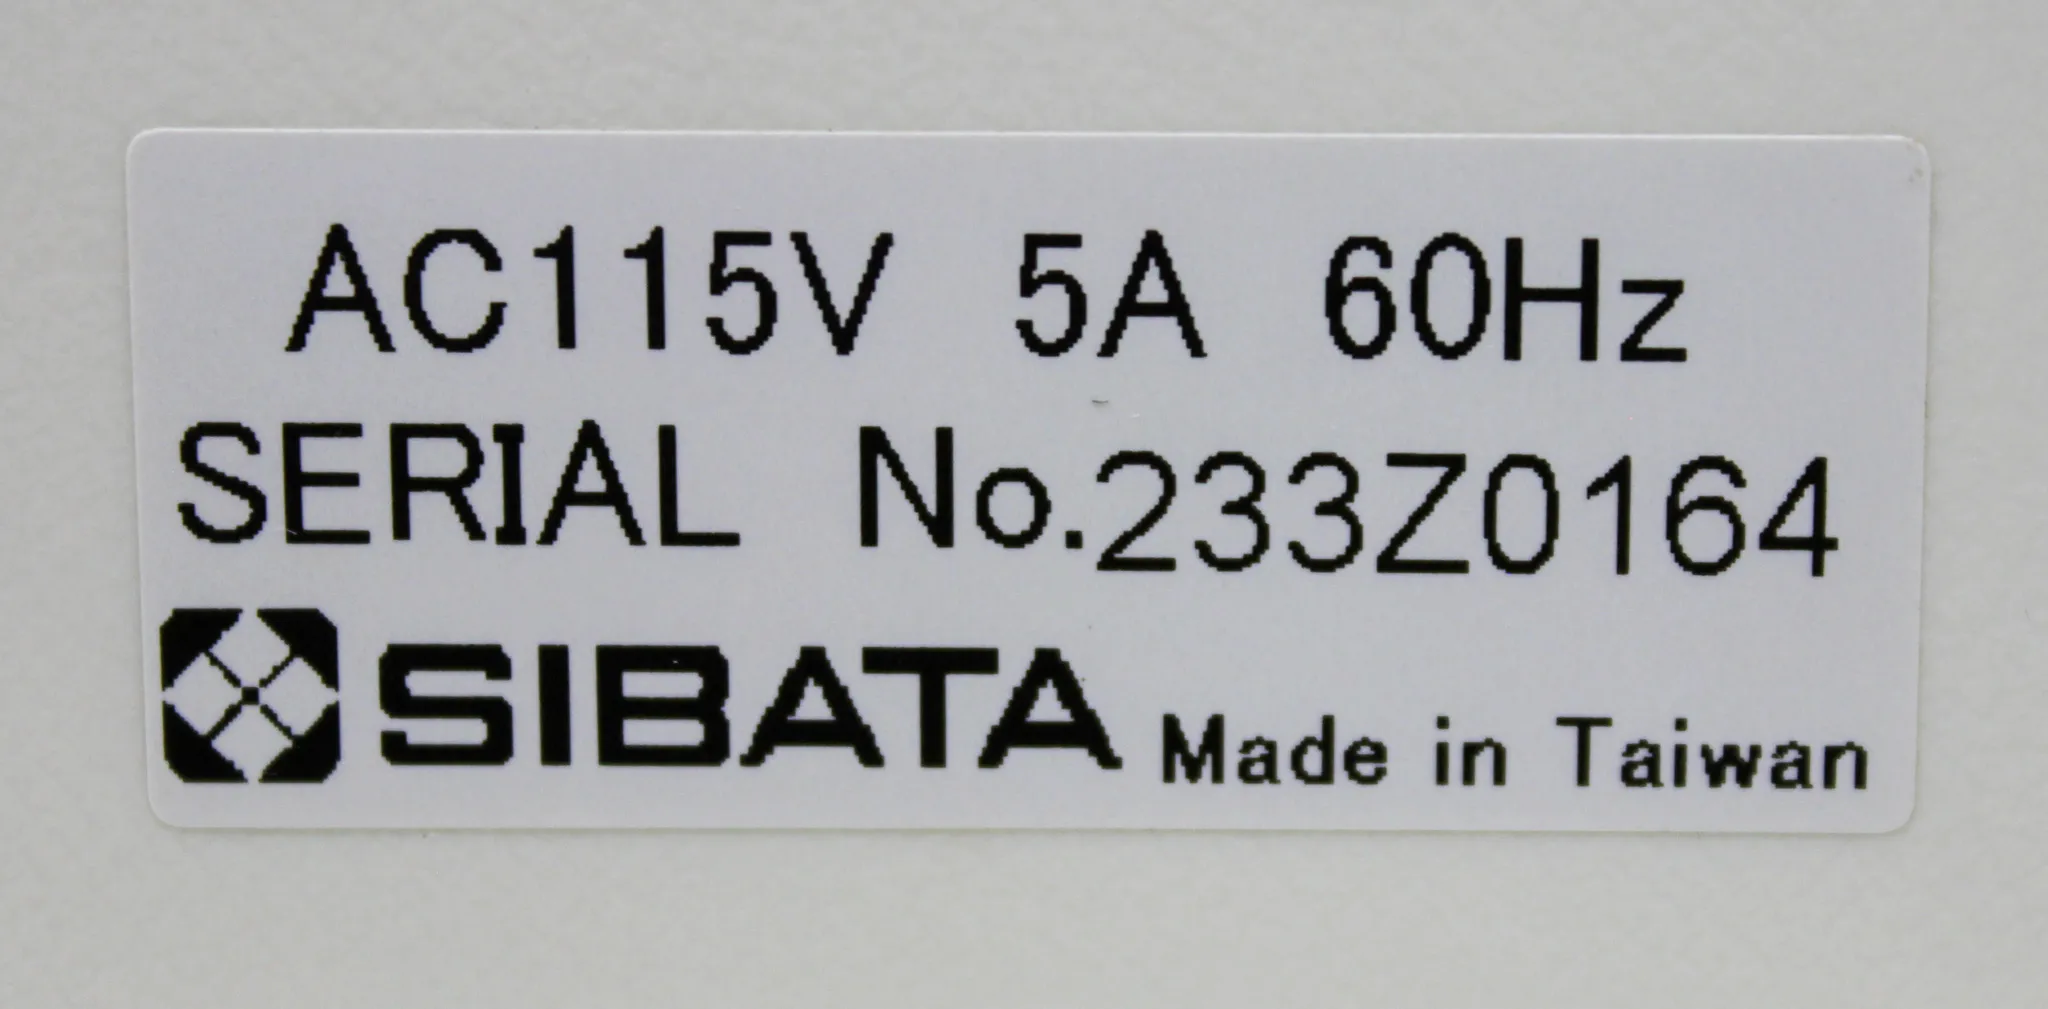 AC115V 5A 60Hz
SERIAL No.233Z0164
SIBATA Made in Taiwan